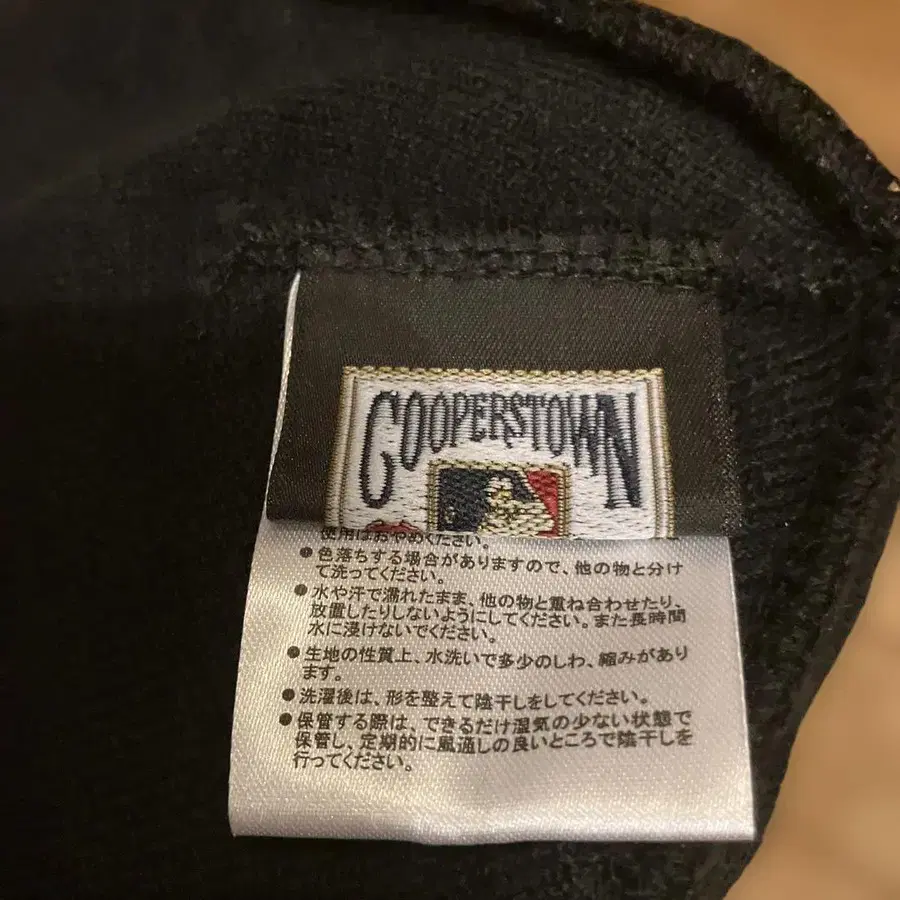 COOPERSTOWN
使用はおやめください。
●色落ちする場合がありますので、他の物と分け
て洗ってください。
●水や汗で濡れたまま、他の物と重ね合わせたり、
放置したりしないようにしてください。また長時間
水に浸けないでください。
●生地の性質上、水洗いで多少のしわ、縮みがあり
ます。
●洗濯後は、形を整えて陰干しをしてください。
●保管する際は、できるだけ湿気の少ない状態で
保管し、定期的に風通しの良いところで陰干しを
行ってください。